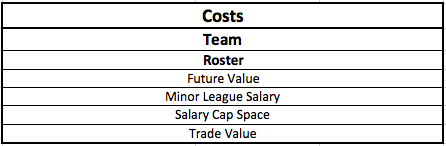 Costs
Team
Roster
Future Value
Minor League Salary
Salary Cap Space
Trade Value